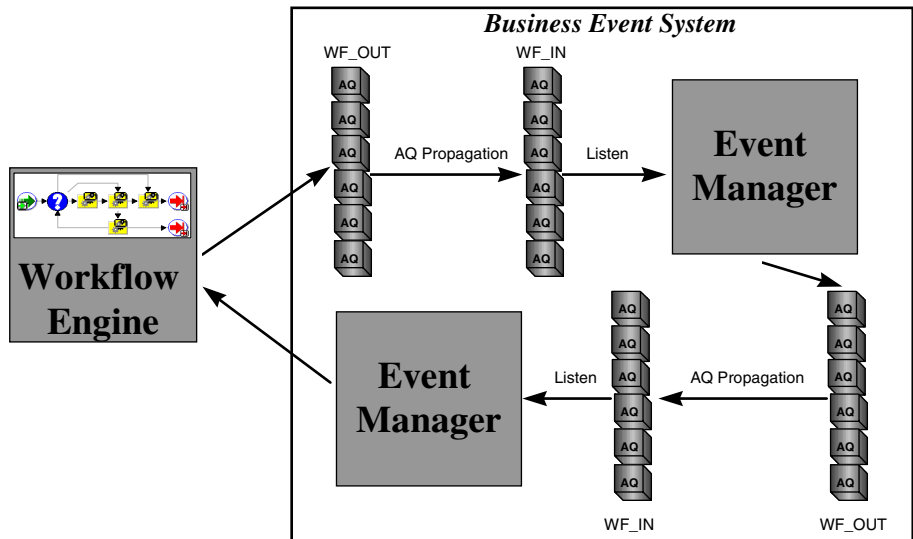 Business Event System
WF_OUT
WF_IN
AQ
AQ
AQ
AQ
AQ
AQ
AQ Propagation
AQ
AQ
AQ
AQ
AQ
AQ
Listen
Event
Manager
?
Workflow
Engine
Event
Manager
Listen
AQ
AQ
AQ
AQ
AQ
AQ
WF_IN
AQ Propagation
AQ
AQ
AQ
AQ
AQ
AQ
WF_OUT